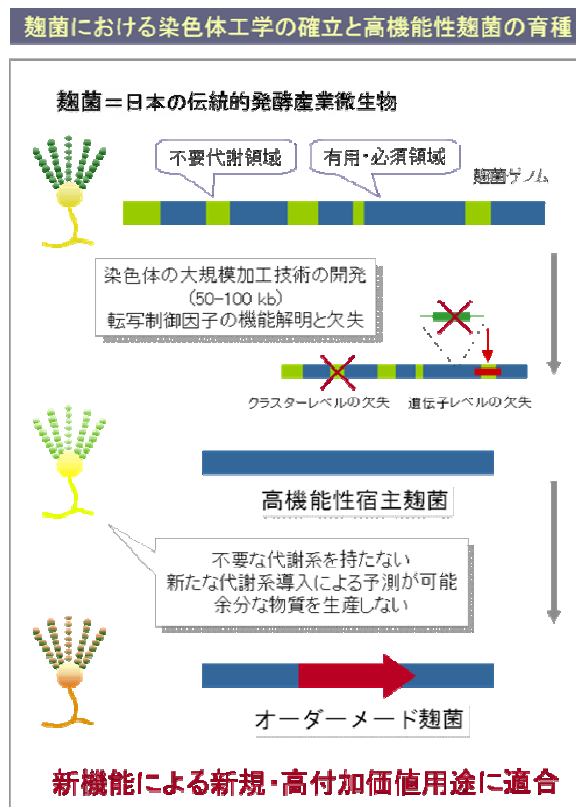 麹菌における染色体工学の確立と高機能性麹菌の育種
麹菌＝日本の伝統的発酵産業微生物
不要代謝領域
有用・必須領域
麹菌ゲノム
染色体の大規模加工技術の開発
(50-100 kb)
転写制御因子の機能解明と欠失
クラスターレベルの欠失
遺伝子レベルの欠失
高機能性宿主麹菌
不要な代謝系を持たない
新たな代謝系導入による予測が可能
余分な物質を生産しない
オーダーメード麹菌
新機能による新規・高付加価値用途に適合